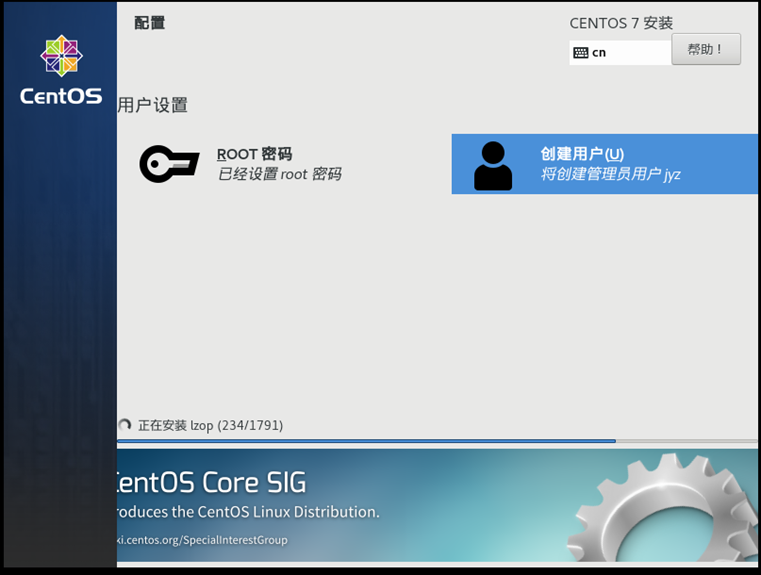 配置
CENTOS 7 安装
cn
帮助！
CentOS
用户设置
ROOT 密码
已经设置 root 密码
创建用户(U)
将创建管理员用户 jyz
正在安装 lzop (234/1791)
entOS Core SIG
roduces the CentOS Linux Distribution.
ki.centos.org/SpecialInterestGroup